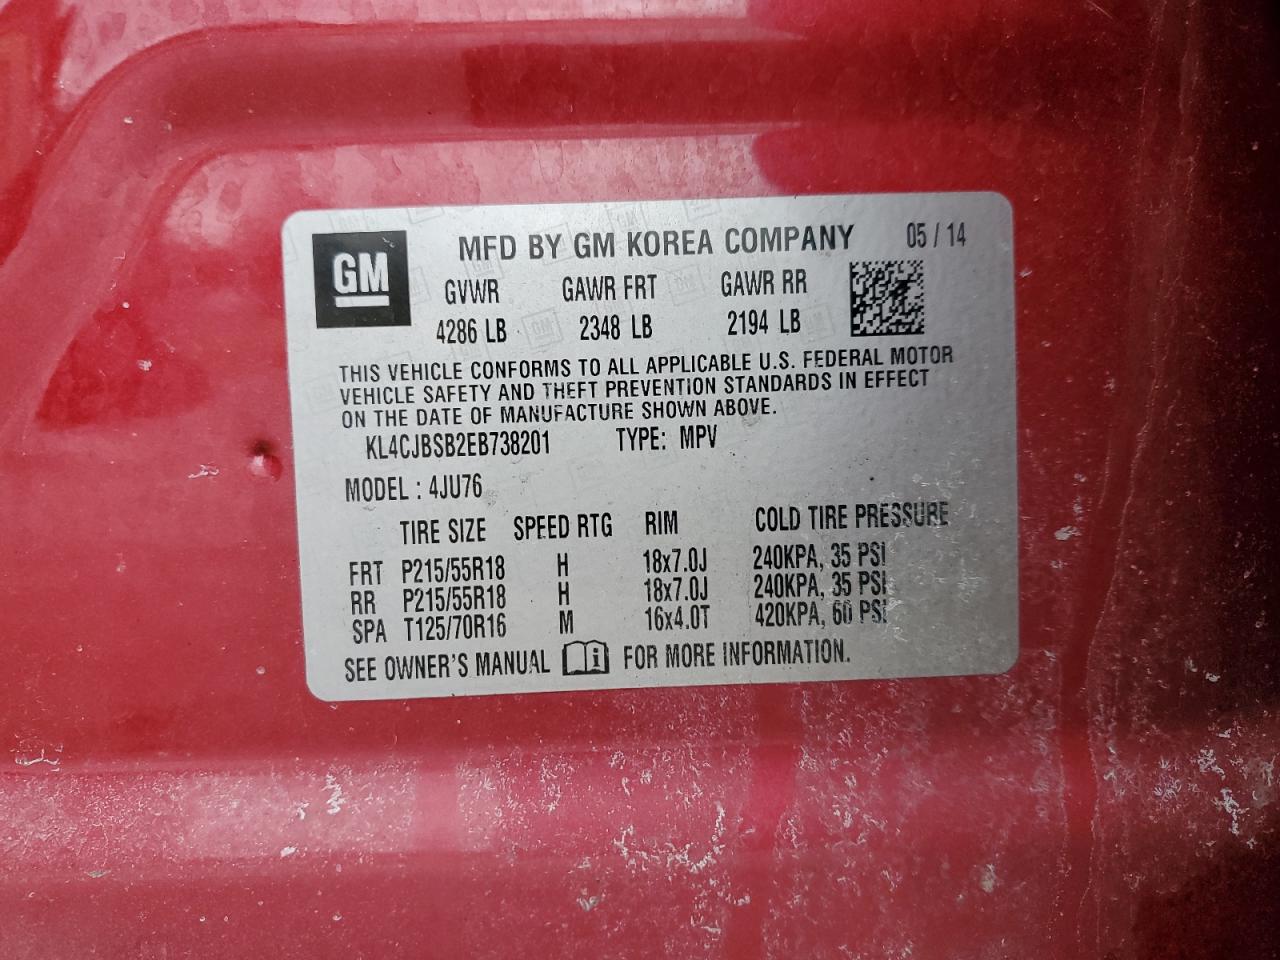 GM
MFD BY GM KOREA COMPANY 05 / 14
GVWR GAWR FRT GAWR RR
4286 LB 2348 LB 2194 LB
THIS VEHICLE CONFORMS TO ALL APPLICABLE U.S. FEDERAL MOTOR
VEHICLE SAFETY AND THEFT PREVENTION STANDARDS IN EFFECT
ON THE DATE OF MANUFACTURE SHOWN ABOVE.
KL4CJBSB2EB738201 TYPE: MPV
MODEL : 4JU76
TIRE SIZE SPEED RTG RIM COLD TIRE PRESSURE
FRT P215/55R18 H 18x7.0J 240KPA, 35 PSI
RR P215/55R18 H 18x7.0J 240KPA, 35 PSI
SPA T125/70R16 M 16x4.0T 420KPA, 60 PSI
SEE OWNER'S MANUAL i FOR MORE INFORMATION.